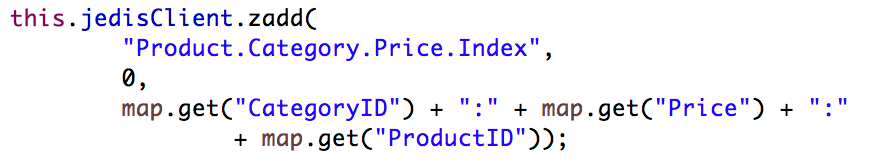 this.jedisClient.zadd(
"Product.Category.Price.Index",
0,
map.get("CategoryID") + ":" + map.get("Price") + ":"
+ map.get("ProductID"));